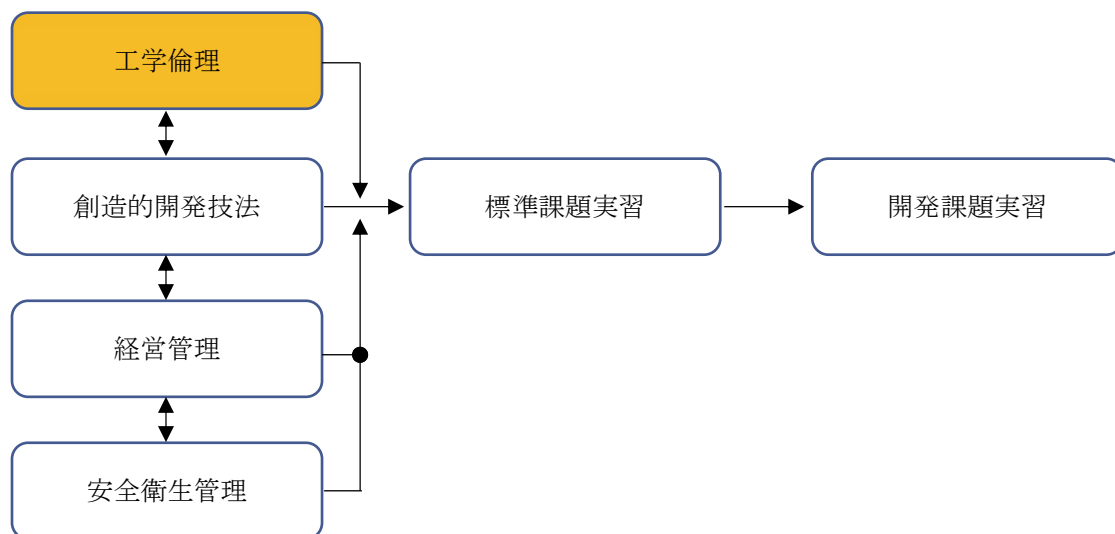 工学倫理
創造的開発技法
標準課題実習
開発課題実習
経営管理
安全衛生管理